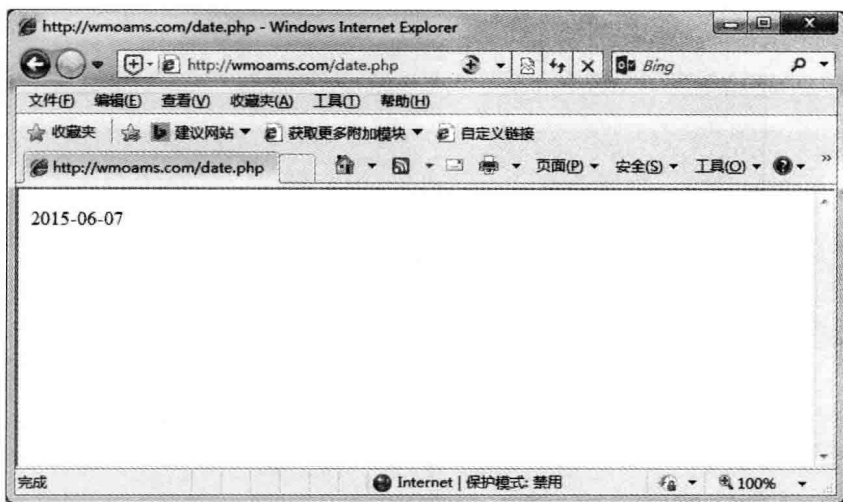 http://wmoams.com/date.php - Windows Internet Explorer
http://wmoams.com/date.php
Bing
文件(F) 编辑(E) 查看(V) 收藏夹(A) 工具(T) 帮助(H)
收藏夹 建议网站 获取更多附加模块 自定义链接
http://wmoams.com/date.php 页面(P) 安全(S) 工具(O)
2015-06-07
完成 Internet | 保护模式: 禁用 100%